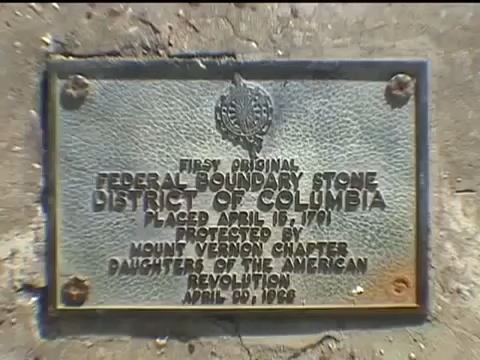 FIRST ORIGINAL
FEDERAL BOUNDARY STONE
DISTRICT OF COLUMBIA
PLACED APRIL 15, 1791
PROTECTED BY
MOUNT VERNON CHAPTER
DAUGHTERS OF THE AMERICAN
REVOLUTION
APRIL